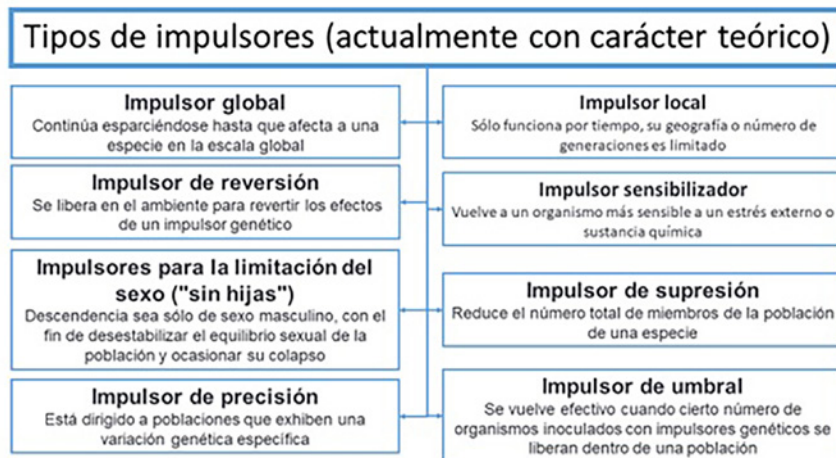 Tipos de impulsores (actualmente con carácter teórico)
Impulsor global
Continúa esparciéndose hasta que afecta a una
especie en la escala global
Impulsor local
Sólo funciona por tiempo, su geografía o número de
generaciones es limitado
Impulsor de reversión
Se libera en el ambiente para revertir los efectos
de un impulsor genético
Impulsor sensibilizador
Vuelve a un organismo más sensible a un estrés externo o
sustancia química
Impulsores para la limitación del
sexo ("sin hijas")
Descendencia sea sólo de sexo masculino, con el
fin de desestabilizar el equilibrio sexual de la
población y ocasionar su colapso
Impulsor de supresión
Reduce el número total de miembros de la población
de una especie
Impulsor de precisión
Está dirigido a poblaciones que exhiben una
variación genética específica
Impulsor de umbral
Se vuelve efectivo cuando cierto número de
organismos inoculados con impulsores genéticos se
liberan dentro de una población